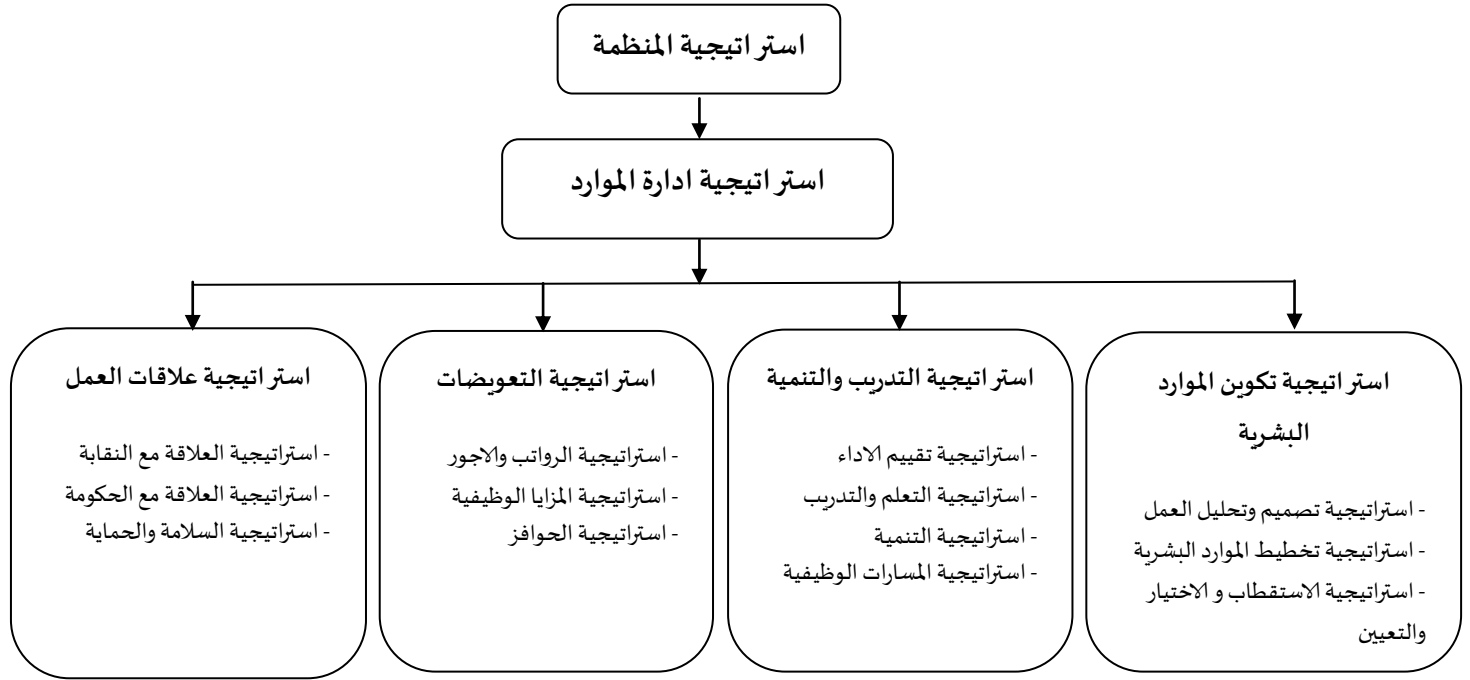 استراتيجية المنظمة
استراتيجية ادارة الموارد
استراتيجية تكوين الموارد
البشرية
- استراتيجية تصميم وتحليل العمل
- استراتيجية تخطيط الموارد البشرية
- استراتيجية الاستقطاب و الاختيار
والتعيين
استراتيجية التدريب والتنمية
- استراتيجية تقييم الاداء
- استراتيجية التعلم والتدريب
- استراتيجية التنمية
- استراتيجية المسارات الوظيفية
استراتيجية التعويضات
- استراتيجية الرواتب والاجور
- استراتيجية المزايا الوظيفية
- استراتيجية الحوافز
استراتيجية علاقات العمل
- استراتيجية العلاقة مع النقابة
- استراتيجية العلاقة مع الحكومة
- استراتيجية السلامة والحماية